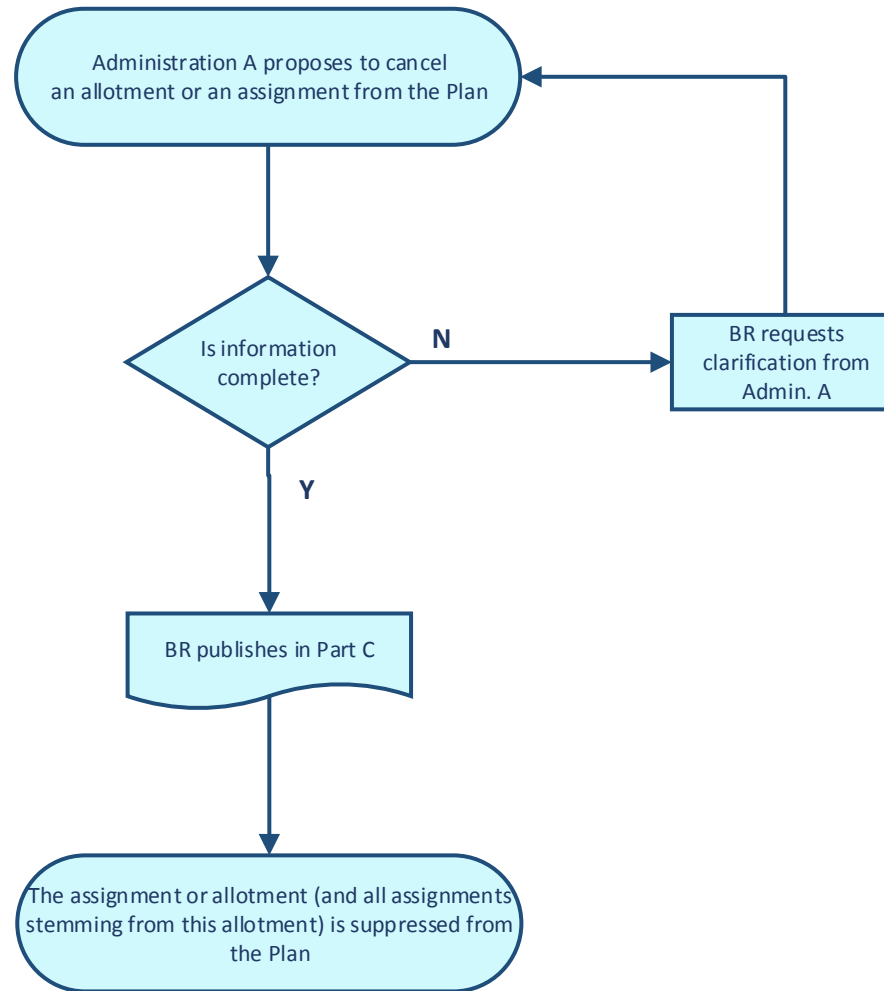 Administration A proposes to cancel
an allotment or an assignment from the Plan
Is information
complete?
N
BR requests
clarification from
Admin. A
Y
BR publishes in Part C
The assignment or allotment (and all assignments
stemming from this allotment) is suppressed from
the Plan